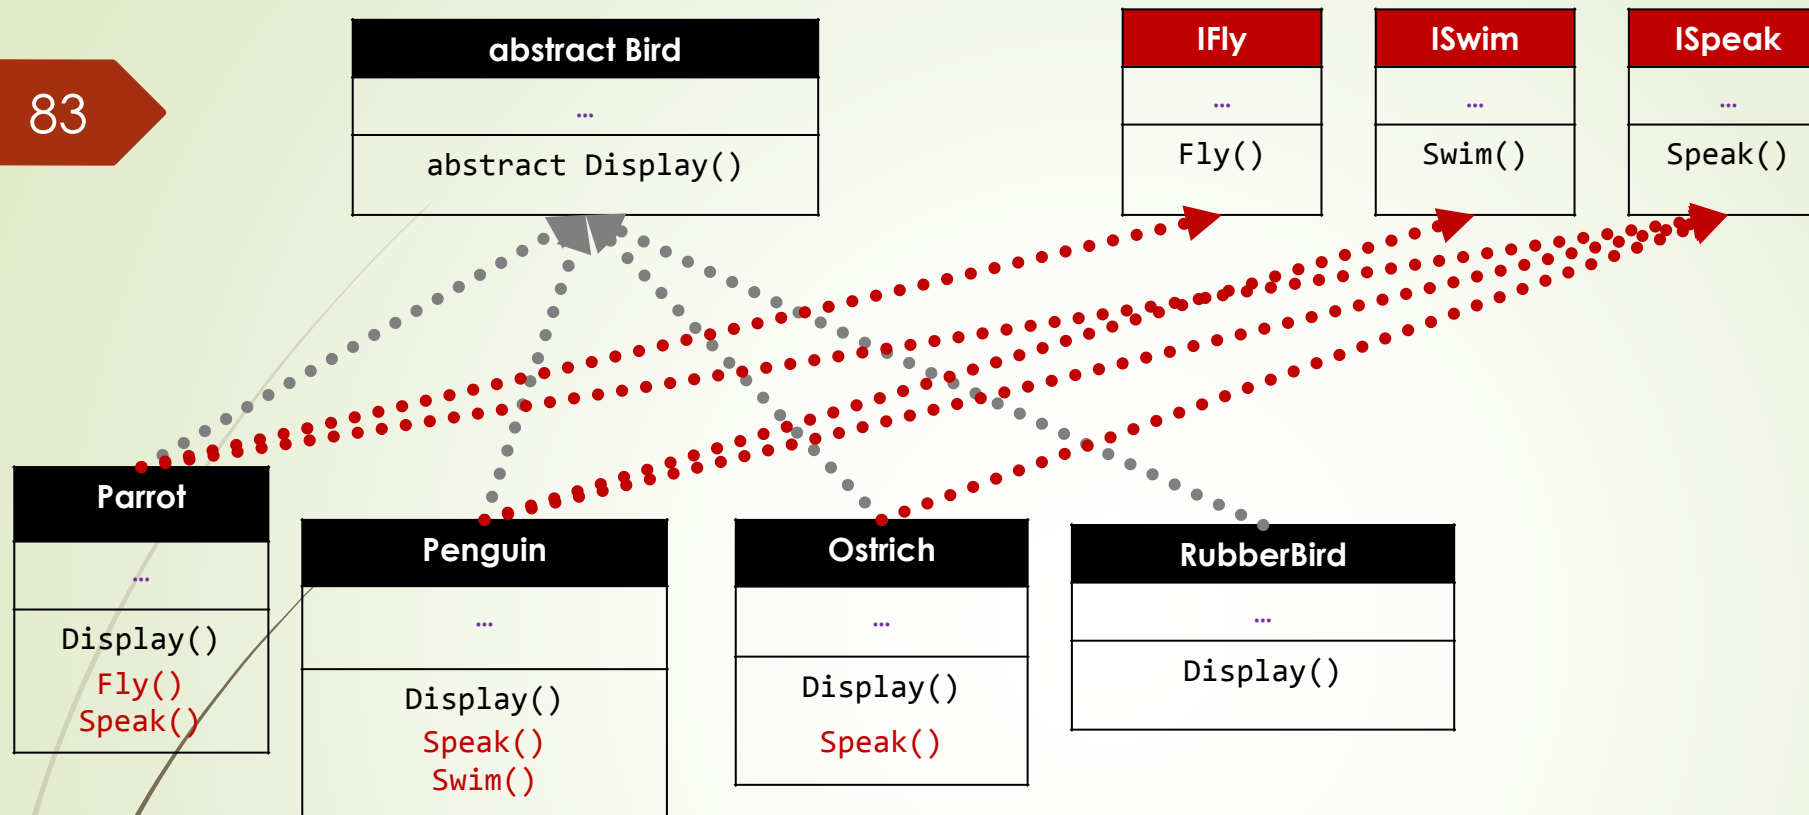 83
abstract Bird
...
abstract Display()
IFly
...
Fly()
ISwim
...
Swim()
ISpeak
...
Speak()
Parrot
...
Display()
Fly()
Speak()
Penguin
...
Display()
Speak()
Swim()
Ostrich
...
Display()
Speak()
RubberBird
...
Display()